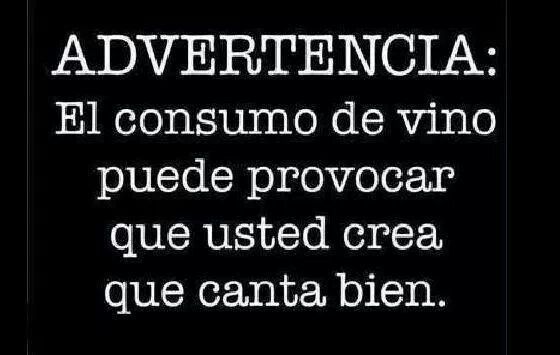 ADVERTENCIA:
El consumo de vino
puede provocar
que usted crea
que canta bien.